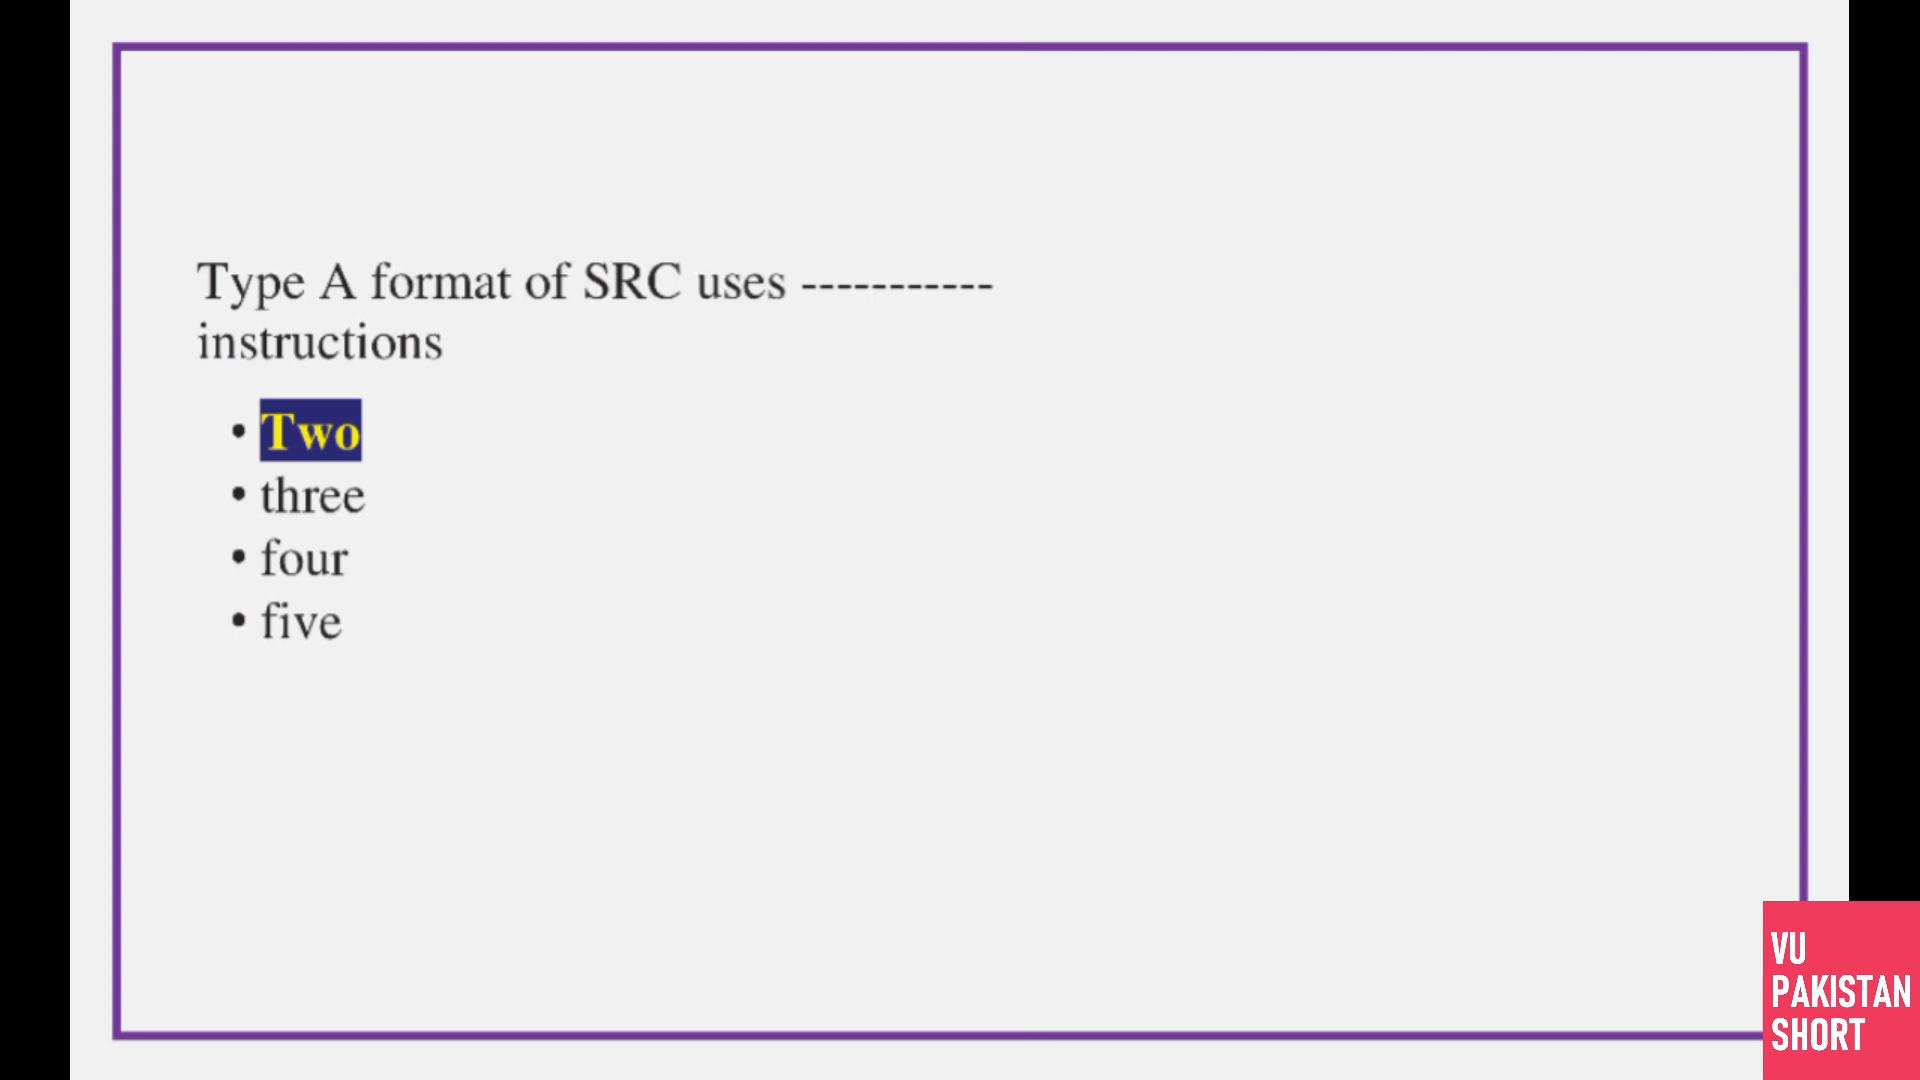 Type A format of SRC uses -----------
instructions
• Two
• three
• four
• five
VU
PAKISTAN
SHORT